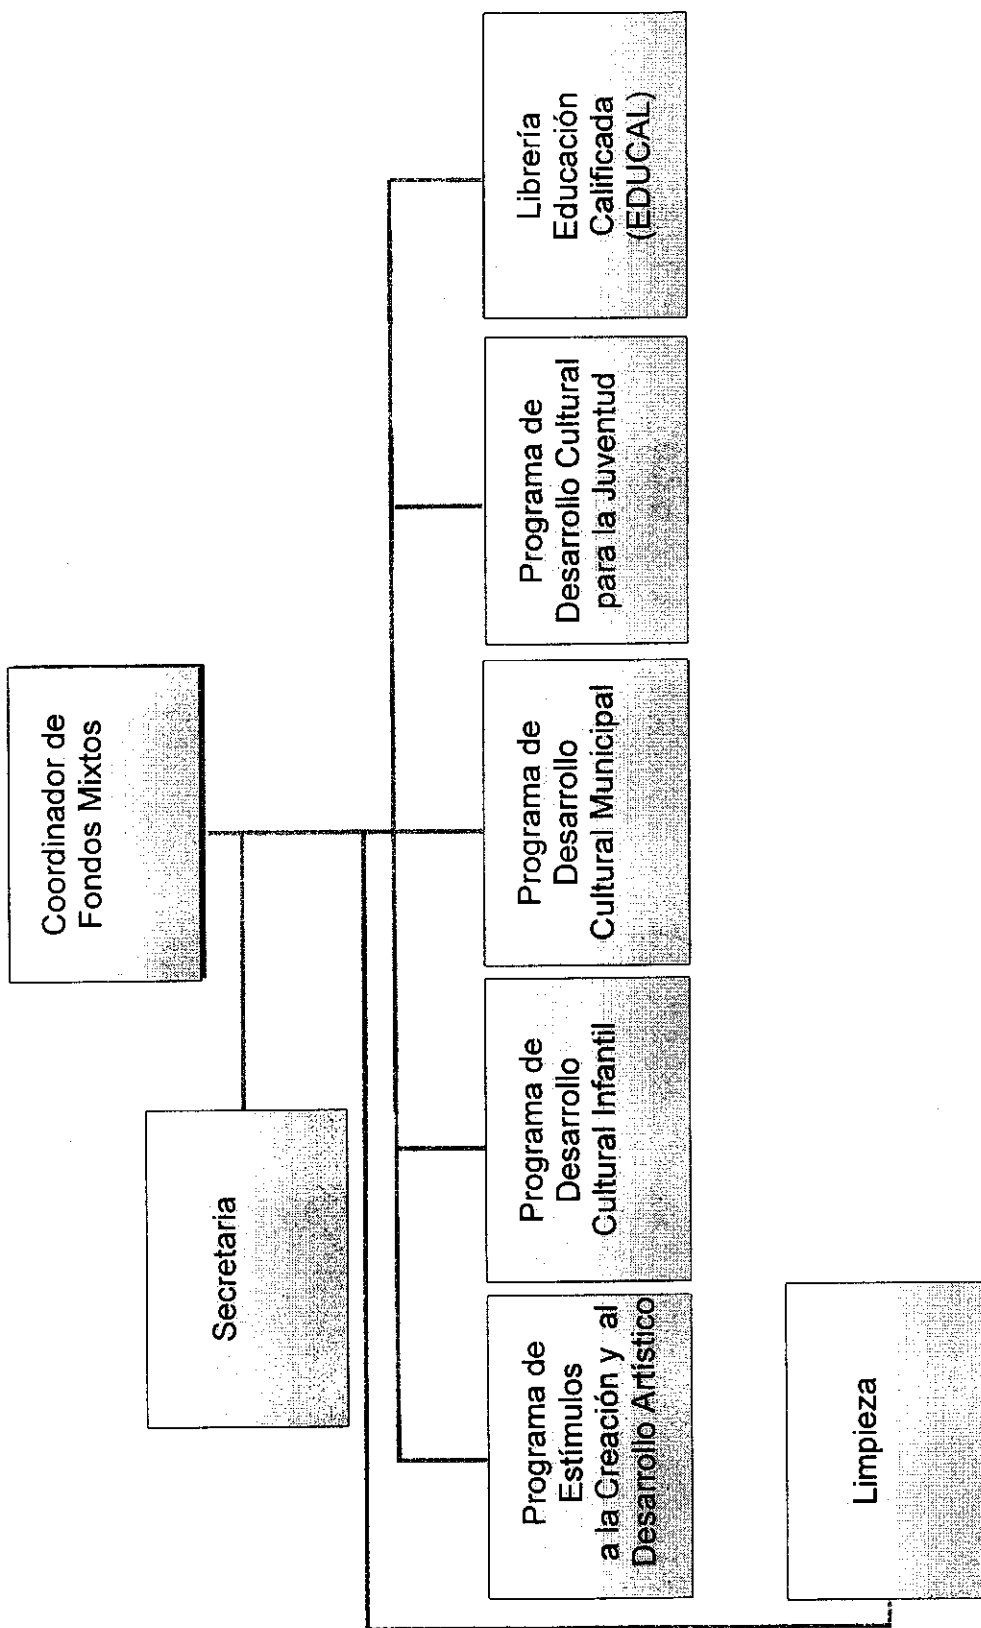 Coordinador de
Fondos Mixtos
Secretaria
Programa de
Estímulos
a la Creación y al
Desarrollo Artístico
Programa de
Desarrollo
Cultural Infantil
Programa de
Desarrollo
Cultural Municipal
Programa de
Desarrollo Cultural
para la Juventud
Librería
Educación
Calificada
(EDUCAL)
Limpieza